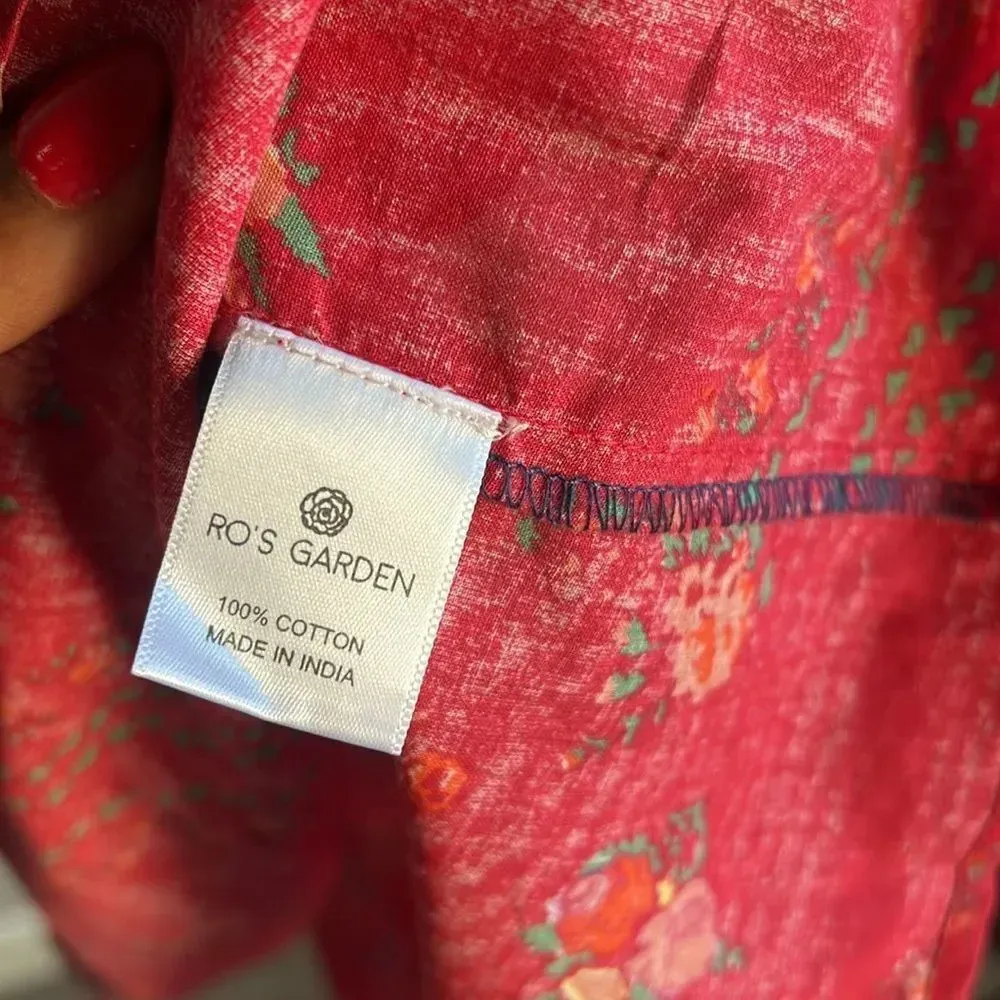 RO'S GARDEN
100% COTTON
MADE IN INDIA